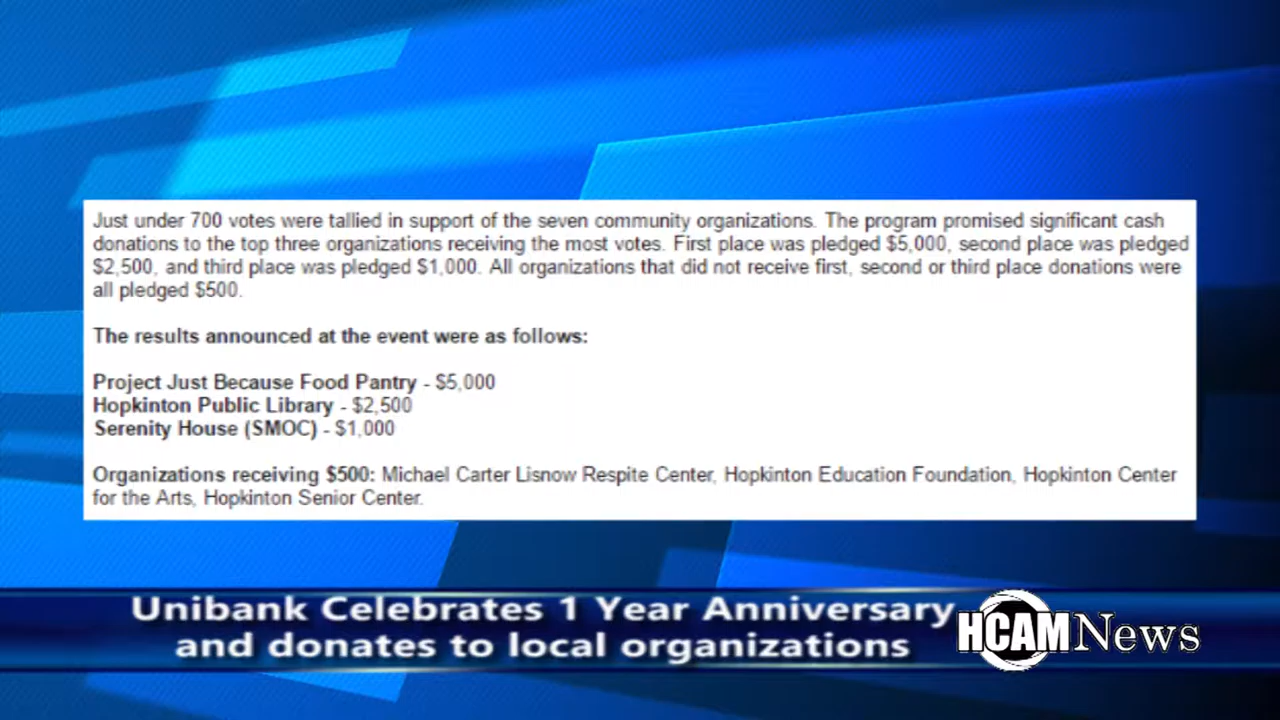 Just under 700 votes were tallied in support of the seven community organizations. The program promised significant cash
donations to the top three organizations receiving the most votes. First place was pledged $5,000, second place was pledged
$2,500, and third place was pledged $1,000. All organizations that did not receive first, second or third place donations were
all pledged $500.
The results announced at the event were as follows:
Project Just Because Food Pantry - $5,000
Hopkinton Public Library - $2,500
Serenity House (SMOC) - $1,000
Organizations receiving $500: Michael Carter Lisnow Respite Center, Hopkinton Education Foundation, Hopkinton Center
for the Arts, Hopkinton Senior Center.
Unibank Celebrates 1 Year Anniversary
and donates to local organizations
HCAM News